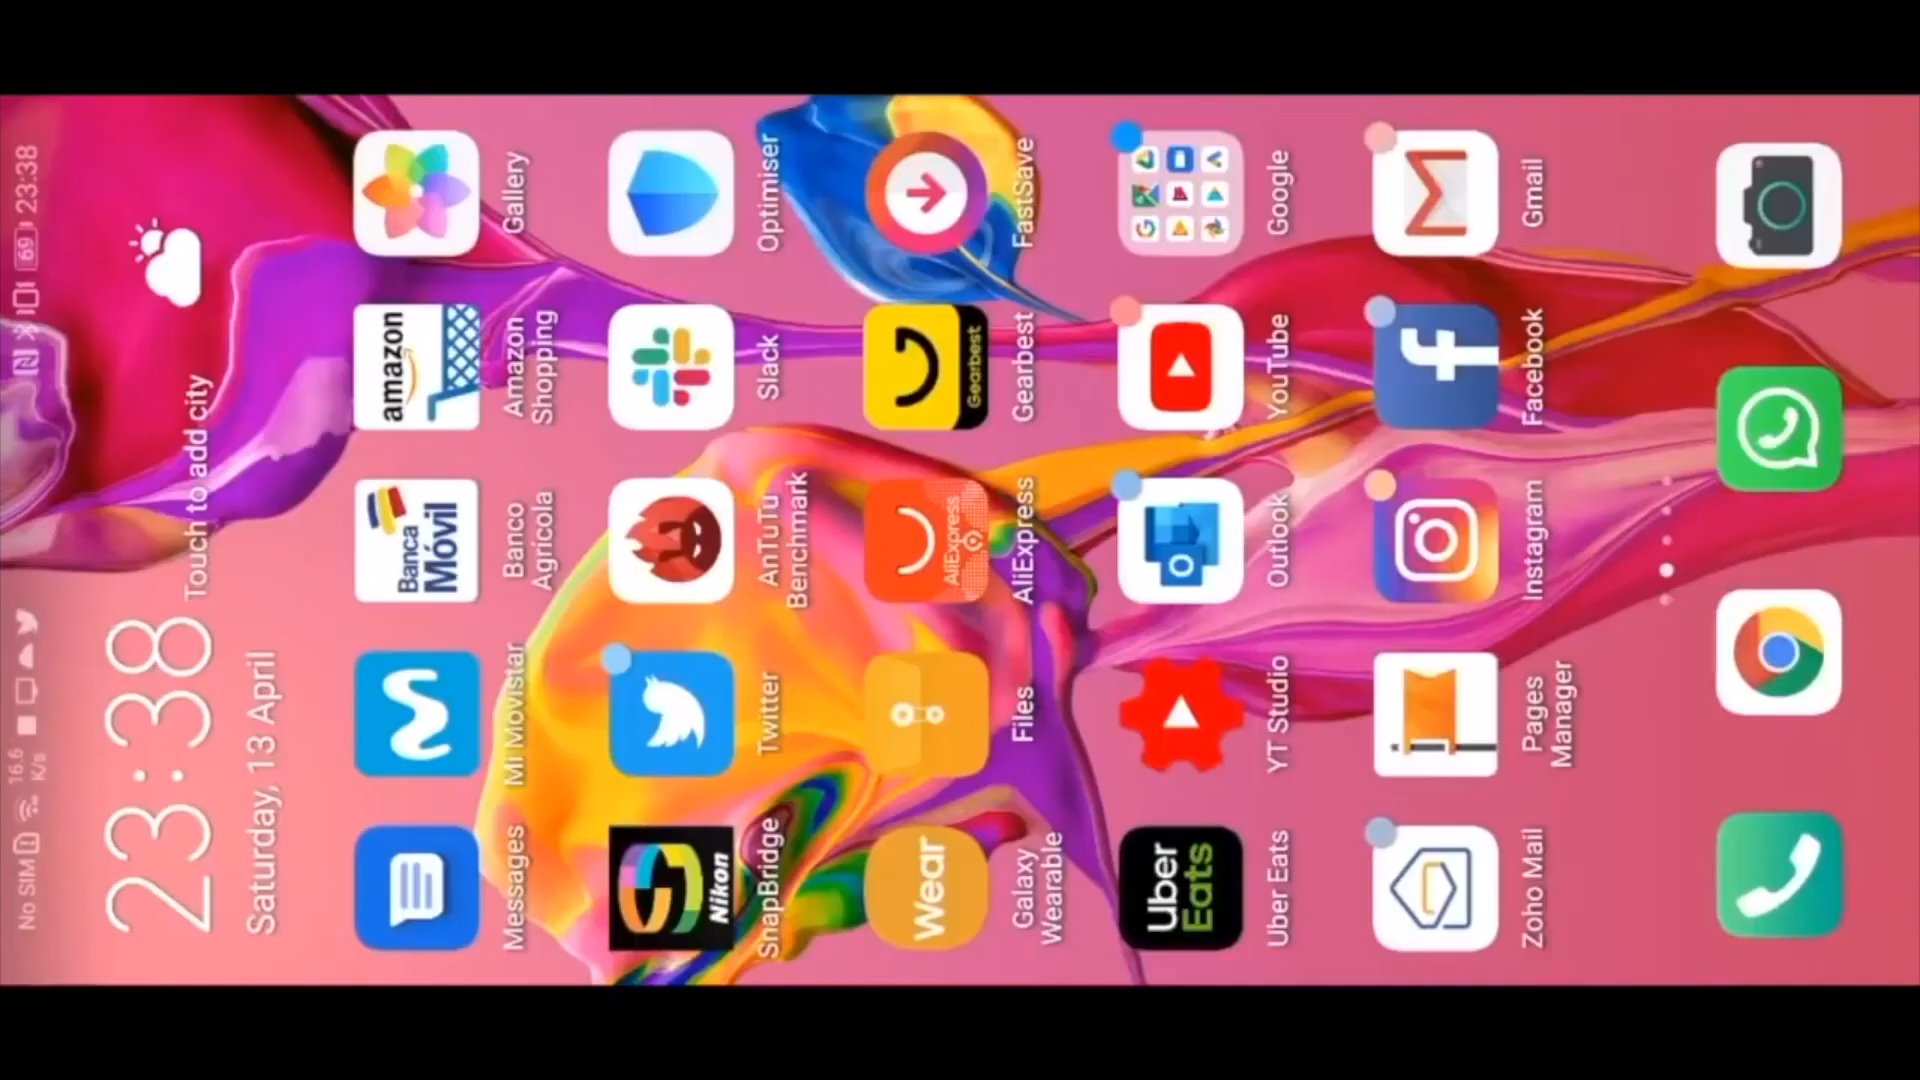 No SIM 16.6 K/s 69 23:38
23:38
Touch to add city
Saturday, 13 April
Banca Móvil
amazon
Messages
Mi Movistar
Banco Agrícola
Amazon Shopping
Gallery
Nikon
SnapBridge
Twitter
AnTuTu Benchmark
Slack
Optimiser
Wear
AliExpress
Gearbest
Galaxy Wearable
Files
AliExpress
Gearbest
FastSave
Uber Eats
Uber Eats
YT Studio
Outlook
YouTube
Google
Zoho Mail
Pages Manager
Instagram
Facebook
Gmail